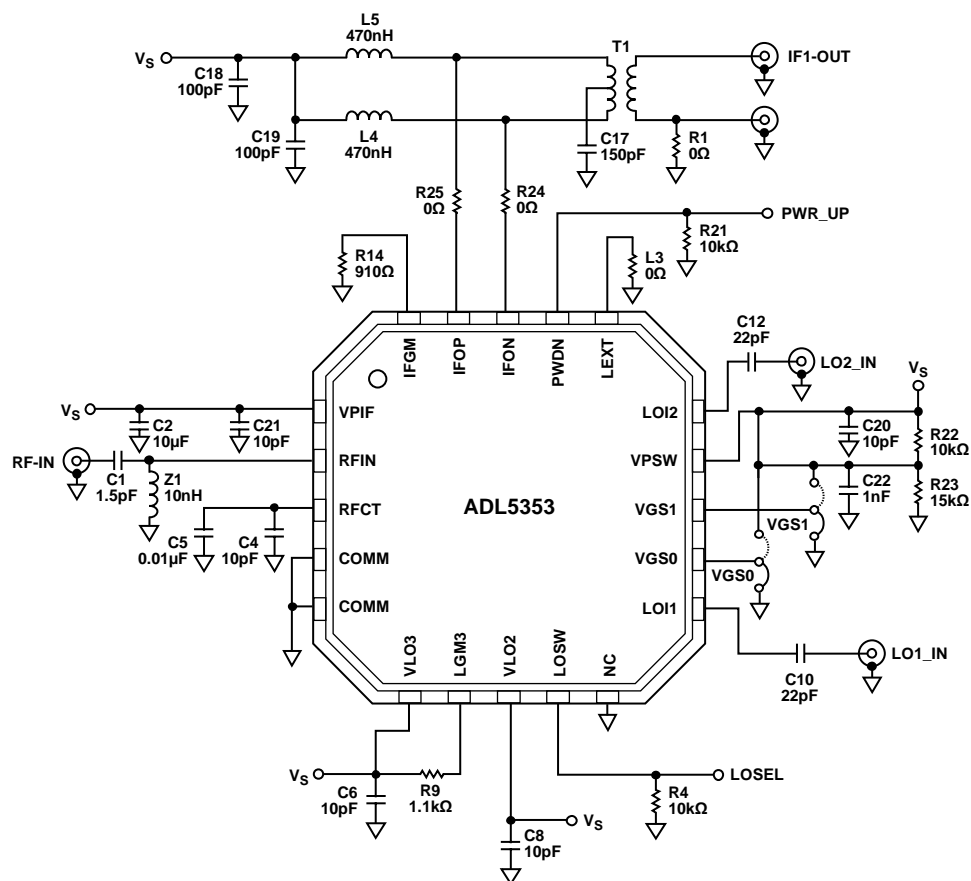 L5
470nH
T1
VS
IF1-OUT
C18
100pF
C19
100pF
L4
470nH
C17
150pF
R1
0Ω
R25
0Ω
R24
0Ω
PWR_UP
R21
10kΩ
R14
910Ω
L3
0Ω
C12
22pF
LO2_IN
IFGM
IFOP
IFON
PWDN
LEXT
VS
VS
VPIF
LOI2
C2
10µF
C21
10pF
C20
10pF
R22
10kΩ
RF-IN
RFIN
VPSW
C1
1.5pF
Z1
10nH
C22
1nF
R23
15kΩ
RFCT
ADL5353
VGS1
VGS1
C5
0.01µF
C4
10pF
COMM
VGS0
VGS0
COMM
LOI1
VLO3
LGM3
VLO2
LOSW
NC
LO1_IN
C10
22pF
VS
LOSEL
C6
10pF
R9
1.1kΩ
R4
10kΩ
VS
C8
10pF